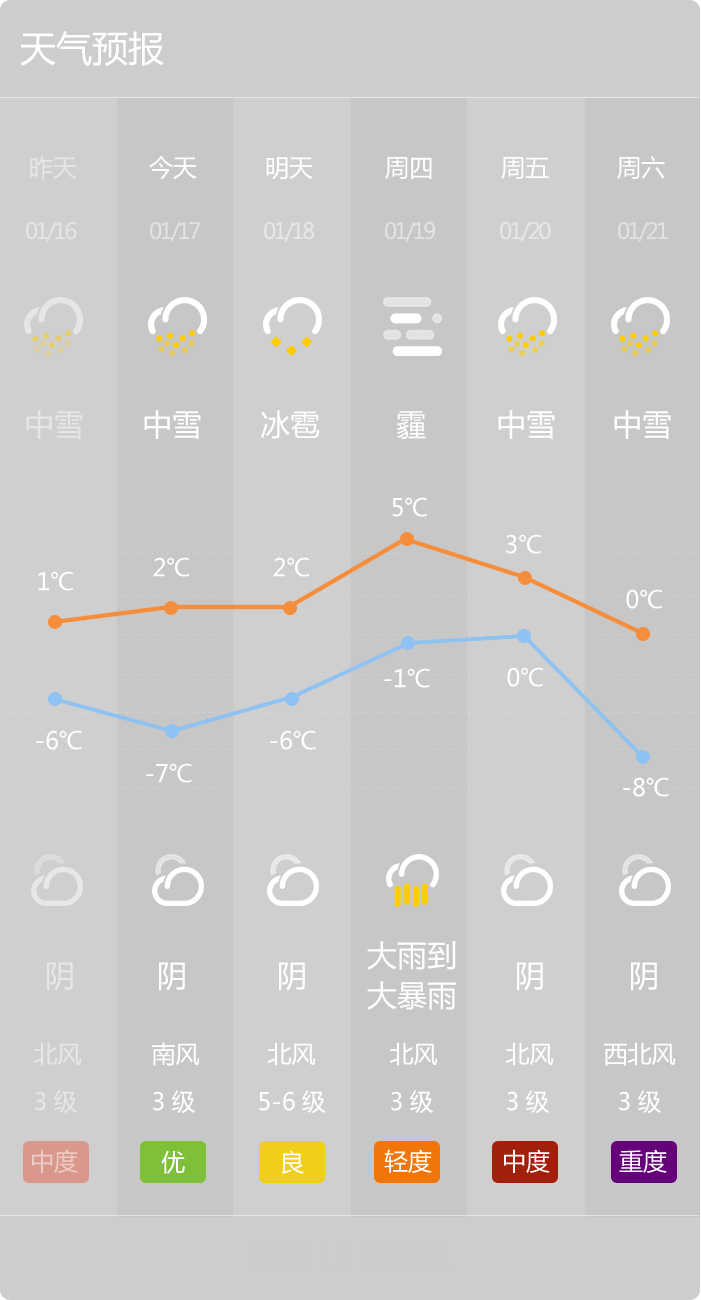 天气预报
昨天 今天 明天 周四 周五 周六
01/16 01/17 01/18 01/19 01/20 01/21
中雪 中雪 冰雹 霾 中雪 中雪
5℃
3℃
1℃ 2℃ 2℃
0℃
-1℃ 0℃
-6℃ -6℃
-7℃
-8℃
阴 阴 阴 大雨到 阴 阴
大暴雨
北风 南风 北风 北风 北风 西北风
3 级 3 级 5-6 级 3 级 3 级 3 级
中度 优 良 轻度 中度 重度